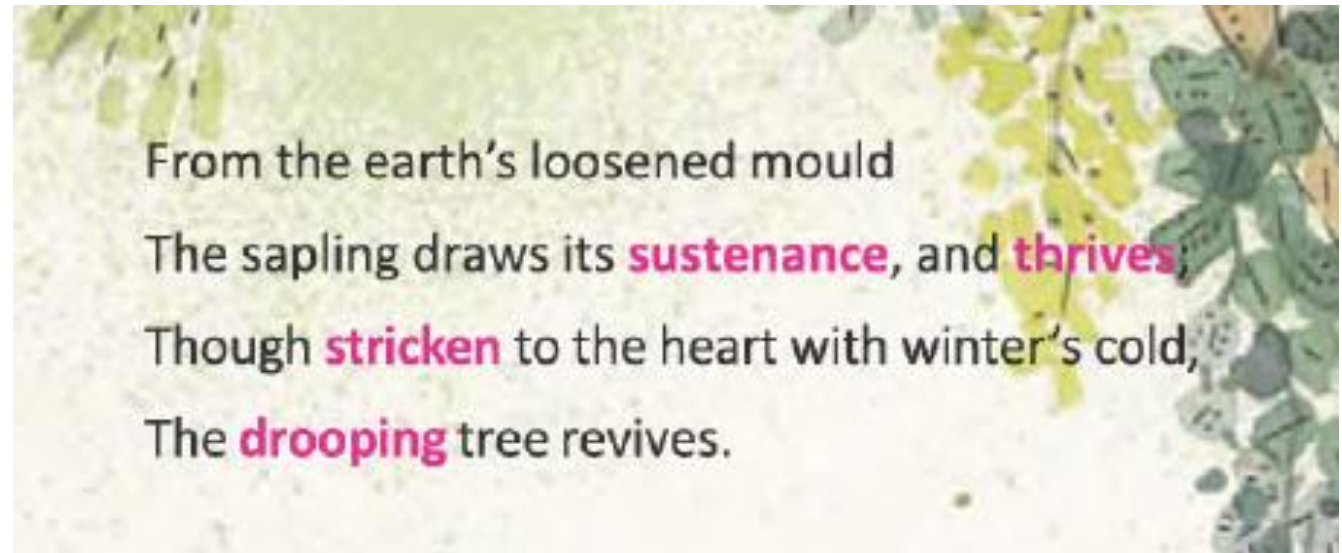 From the earth’s loosened mould
The sapling draws its sustenance, and thrives;
Though stricken to the heart with winter’s cold,
The drooping tree revives.